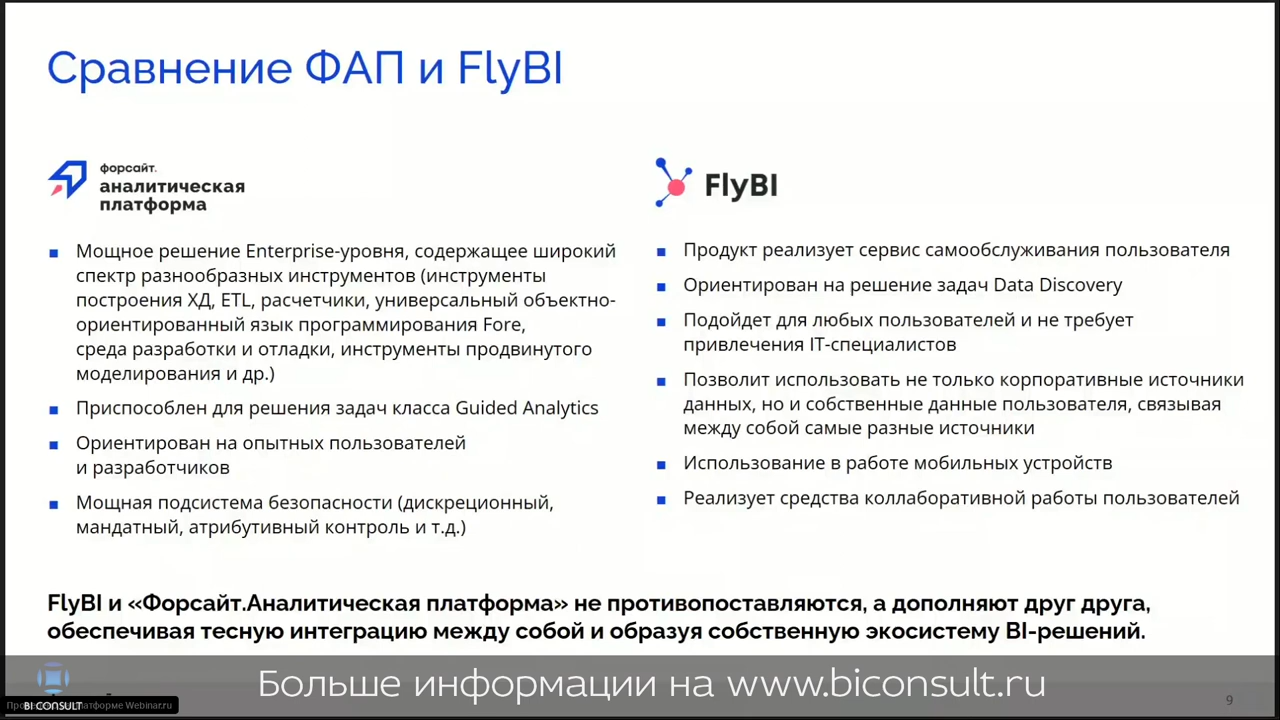 Сравнение ФАП и FlyBI
форсайт.
аналитическая
платформа
Мощное решение Enterprise-уровня, содержащее широкий
спектр разнообразных инструментов (инструменты
построения ХД, ETL, расчетчики, универсальный объектно-
ориентированный язык программирования Fore,
среда разработки и отладки, инструменты продвинутого
моделирования и др.)
Приспособлен для решения задач класса Guided Analytics
Ориентирован на опытных пользователей
и разработчиков
Мощная подсистема безопасности (дискреционный,
мандатный, атрибутивный контроль и т.д.)
FlyBI
Продукт реализует сервис самообслуживания пользователя
Ориентирован на решение задач Data Discovery
Подойдет для любых пользователей и не требует
привлечения IT-специалистов
Позволит использовать не только корпоративные источники
данных, но и собственные данные пользователя, связывая
между собой самые разные источники
Использование в работе мобильных устройств
Реализует средства коллаборативной работы пользователей
FlyBI и «Форсайт.Аналитическая платформа» не противопоставляются, а дополняют друг друга,
обеспечивая тесную интеграцию между собой и образуя собственную экосистему BI-решений.
Больше информации на www.biconsult.ru
BI CONSULT
платформе Webinar.ru
9